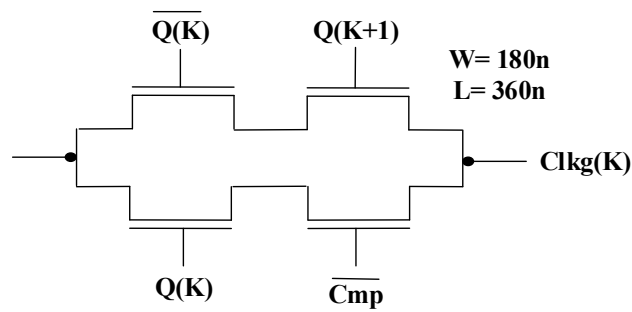 Q(K) Q(K+1)
W= 180n
L= 360n
Clkg(K)
Q(K) Cmp